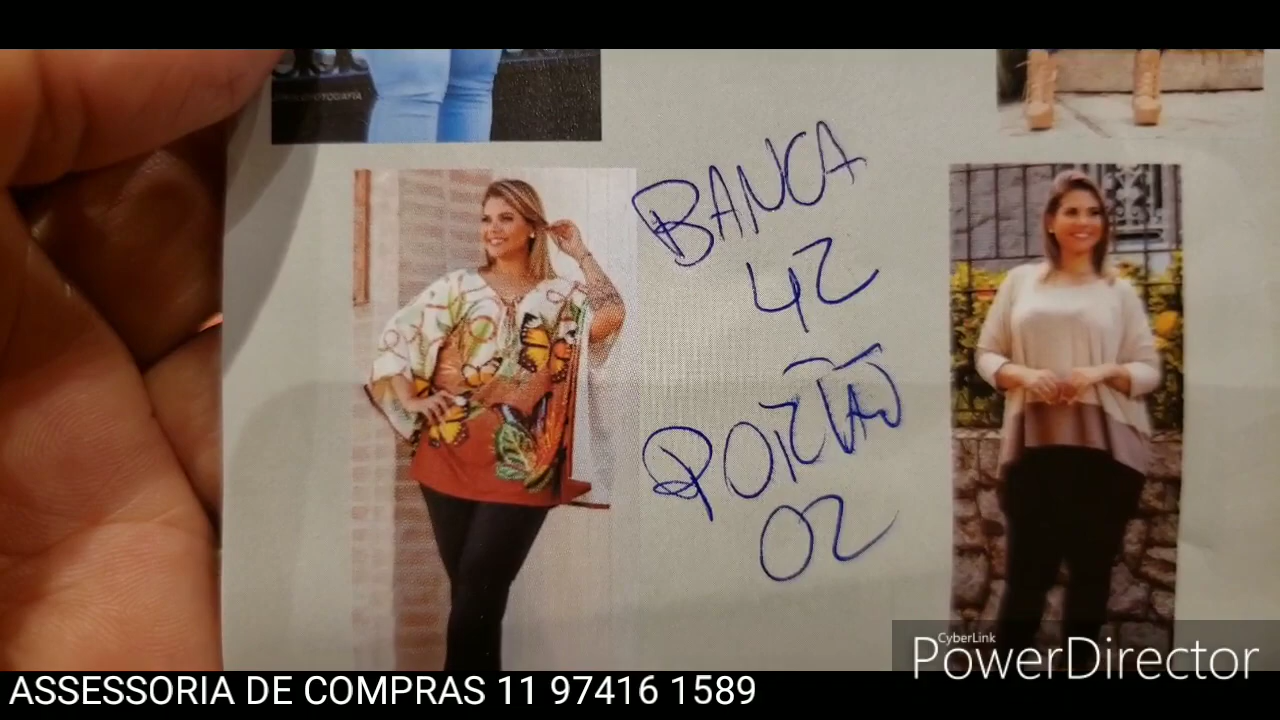 BANCA
42
PORTÃO
02
CyberLink
PowerDirector
ASSESSORIA DE COMPRAS 11 97416 1589